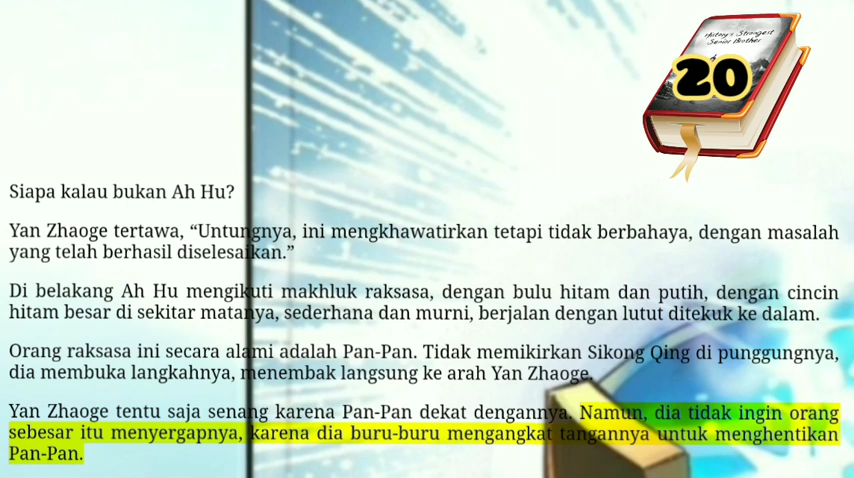 History's Strongest
Senior Brother
20
Siapa kalau bukan Ah Hu?
Yan Zhaoge tertawa, “Untungnya, ini mengkhawatirkan tetapi tidak berbahaya, dengan masalah
yang telah berhasil diselesaikan.”
Di belakang Ah Hu mengikuti makhluk raksasa, dengan bulu hitam dan putih, dengan cincin
hitam besar di sekitar matanya, sederhana dan murni, berjalan dengan lutut ditekuk ke dalam.
Orang raksasa ini secara alami adalah Pan-Pan. Tidak memikirkan Sikong Qing di punggungnya,
dia membuka langkahnya, menembak langsung ke arah Yan Zhaoge.
Yan Zhaoge tentu saja senang karena Pan-Pan dekat dengannya. Namun, dia tidak ingin orang
sebesar itu menyergapnya, karena dia buru-buru mengangkat tangannya untuk menghentikan
Pan-Pan.